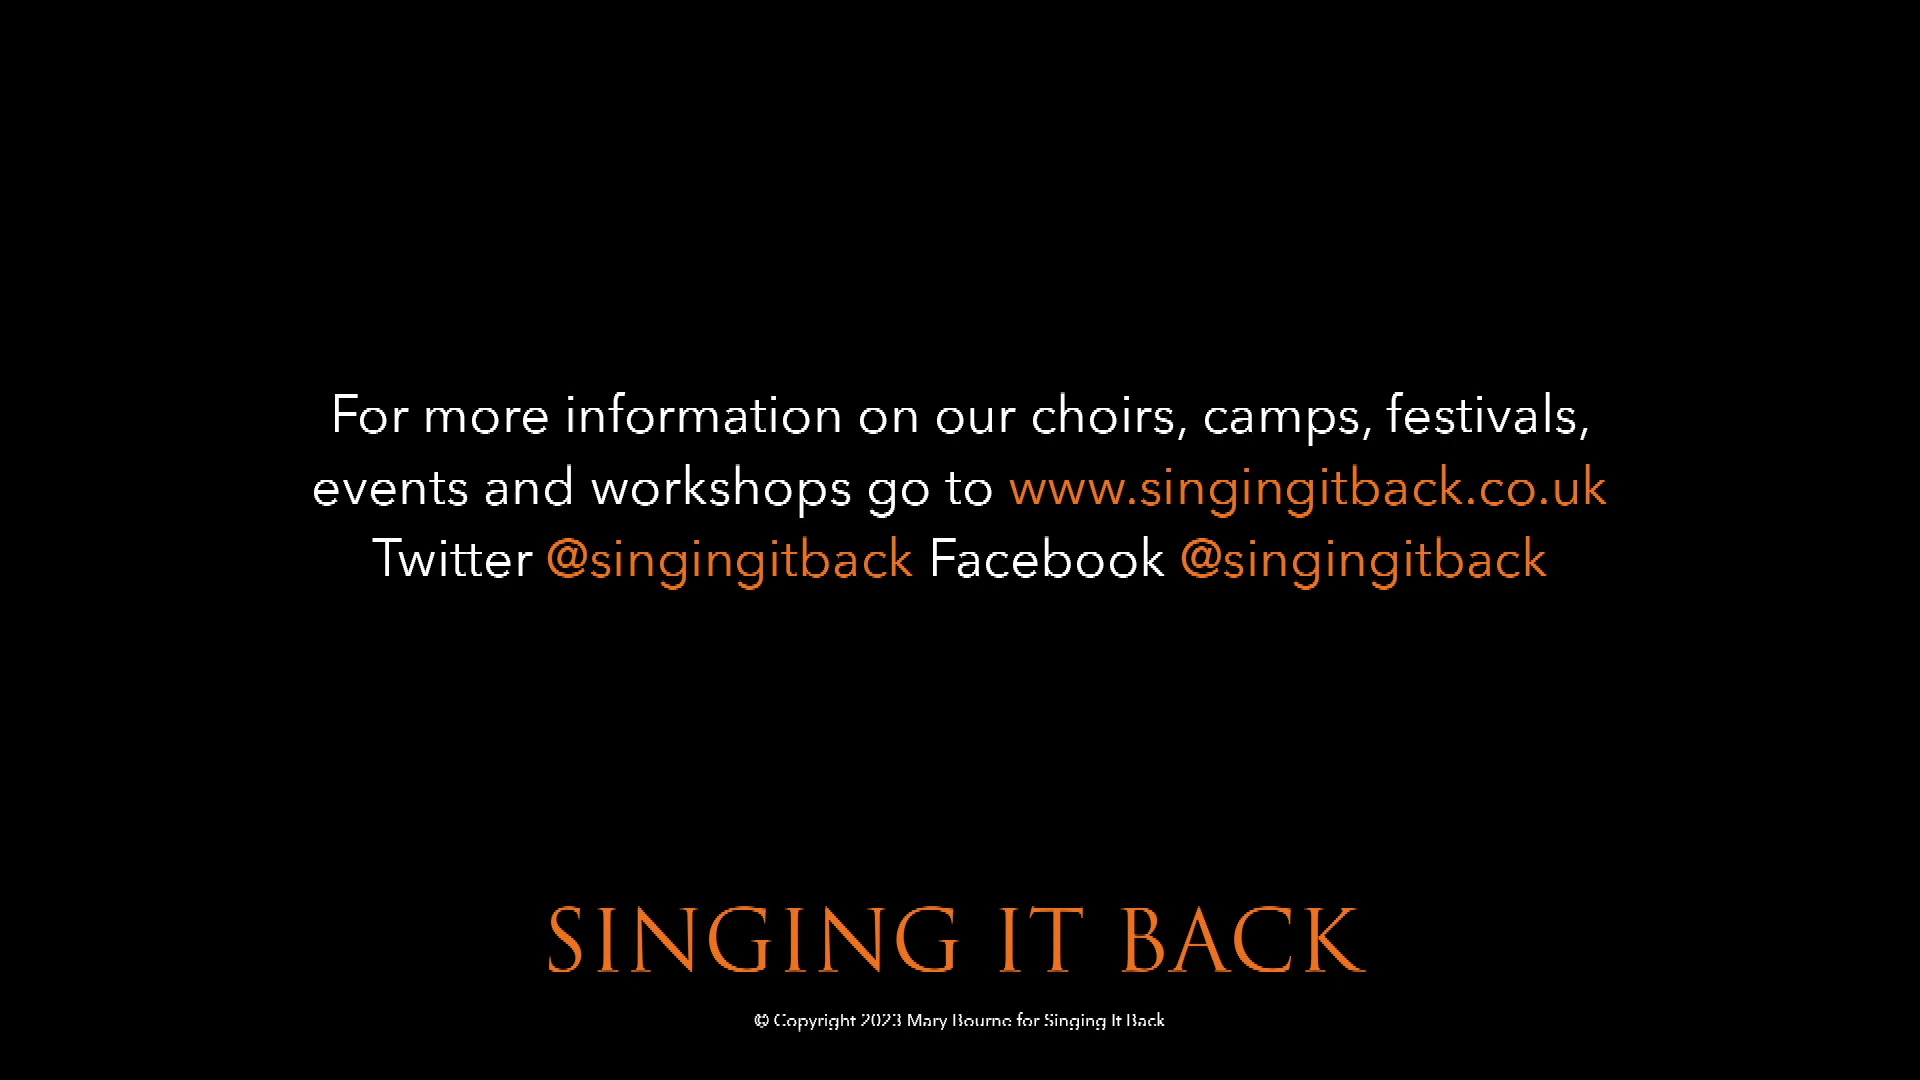 For more information on our choirs, camps, festivals,
events and workshops go to www.singingitback.co.uk
Twitter @singingitback Facebook @singingitback
SINGING IT BACK
© Copyright 2023 Mary Bourne for Singing It Back